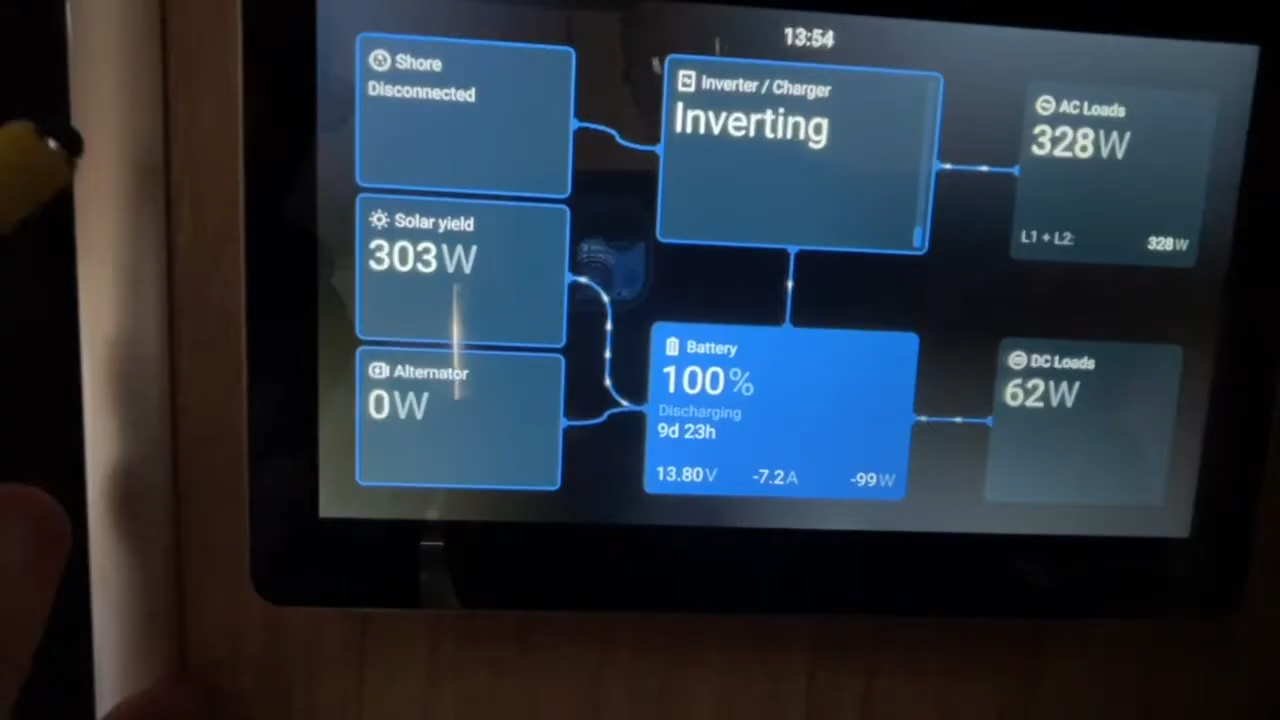 13:54
Shore
Disconnected
Inverter / Charger
Inverting
AC Loads
328W
L1 + L2: 328W
Solar yield
303W
Alternator
0W
Battery
100%
Discharging
9d 23h
13.80V -7.2A -99W
DC Loads
62W